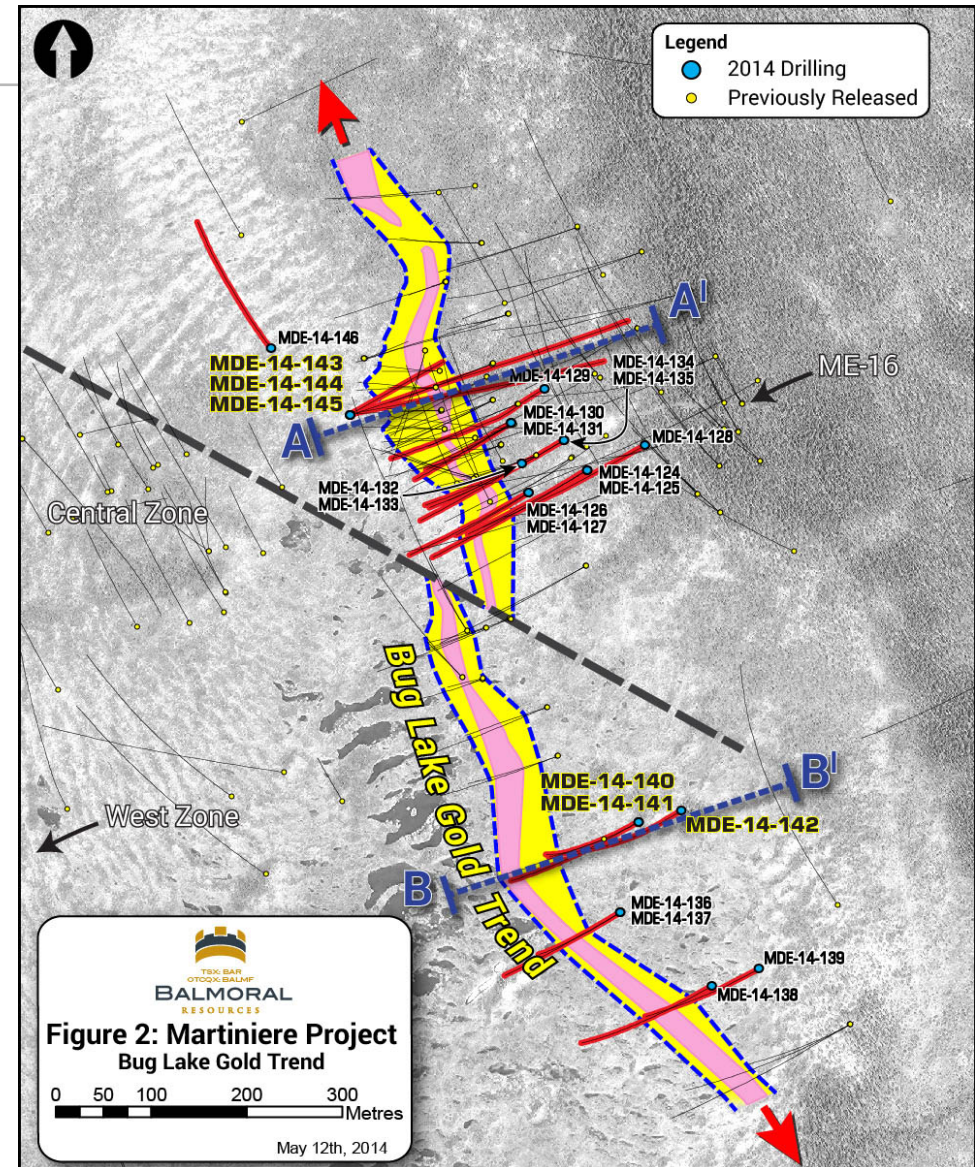 Legend
2014 Drilling
Previously Released
A
A|
MDE-14-146
MDE-14-143
MDE-14-144
MDE-14-145
MDE-14-129
MDE-14-134
MDE-14-135
ME-16
MDE-14-130
MDE-14-131
MDE-14-128
MDE-14-132
MDE-14-133
MDE-14-124
MDE-14-125
MDE-14-126
MDE-14-127
Central Zone
Bug Lake Gold Trend
West Zone
MDE-14-140
MDE-14-141
MDE-14-142
B
B|
MDE-14-136
MDE-14-137
MDE-14-139
MDE-14-138
TSX: BAR
OTCQX: BALMF
BALMORAL
RESOURCES
Figure 2: Martiniere Project
Bug Lake Gold Trend
0 50 100 200 300
Metres
May 12th, 2014